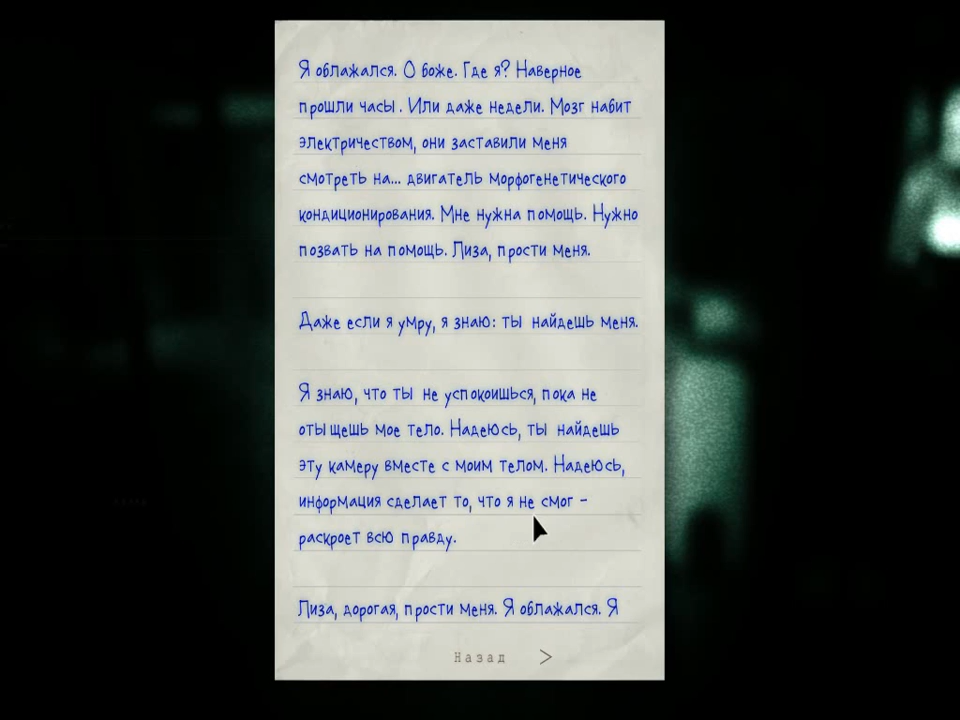 Я облажался. О боже. Где я? Наверное
прошли часы. Или даже недели. Мозг набит
электричеством, они заставили меня
смотреть на... двигатель морфогенетического
кондиционирования. Мне нужна помощь. Нужно
позвать на помощь. Лиза, прости меня.
Даже если я умру, я знаю: ты найдешь меня.
Я знаю, что ты не успокоишься, пока не
отыщешь мое тело. Надеюсь, ты найдешь
эту камеру вместе с моим телом. Надеюсь,
информация сделает то, что я не смог –
раскроет всю правду.
Лиза, дорогая, прости меня. Я облажался. Я
Назад >